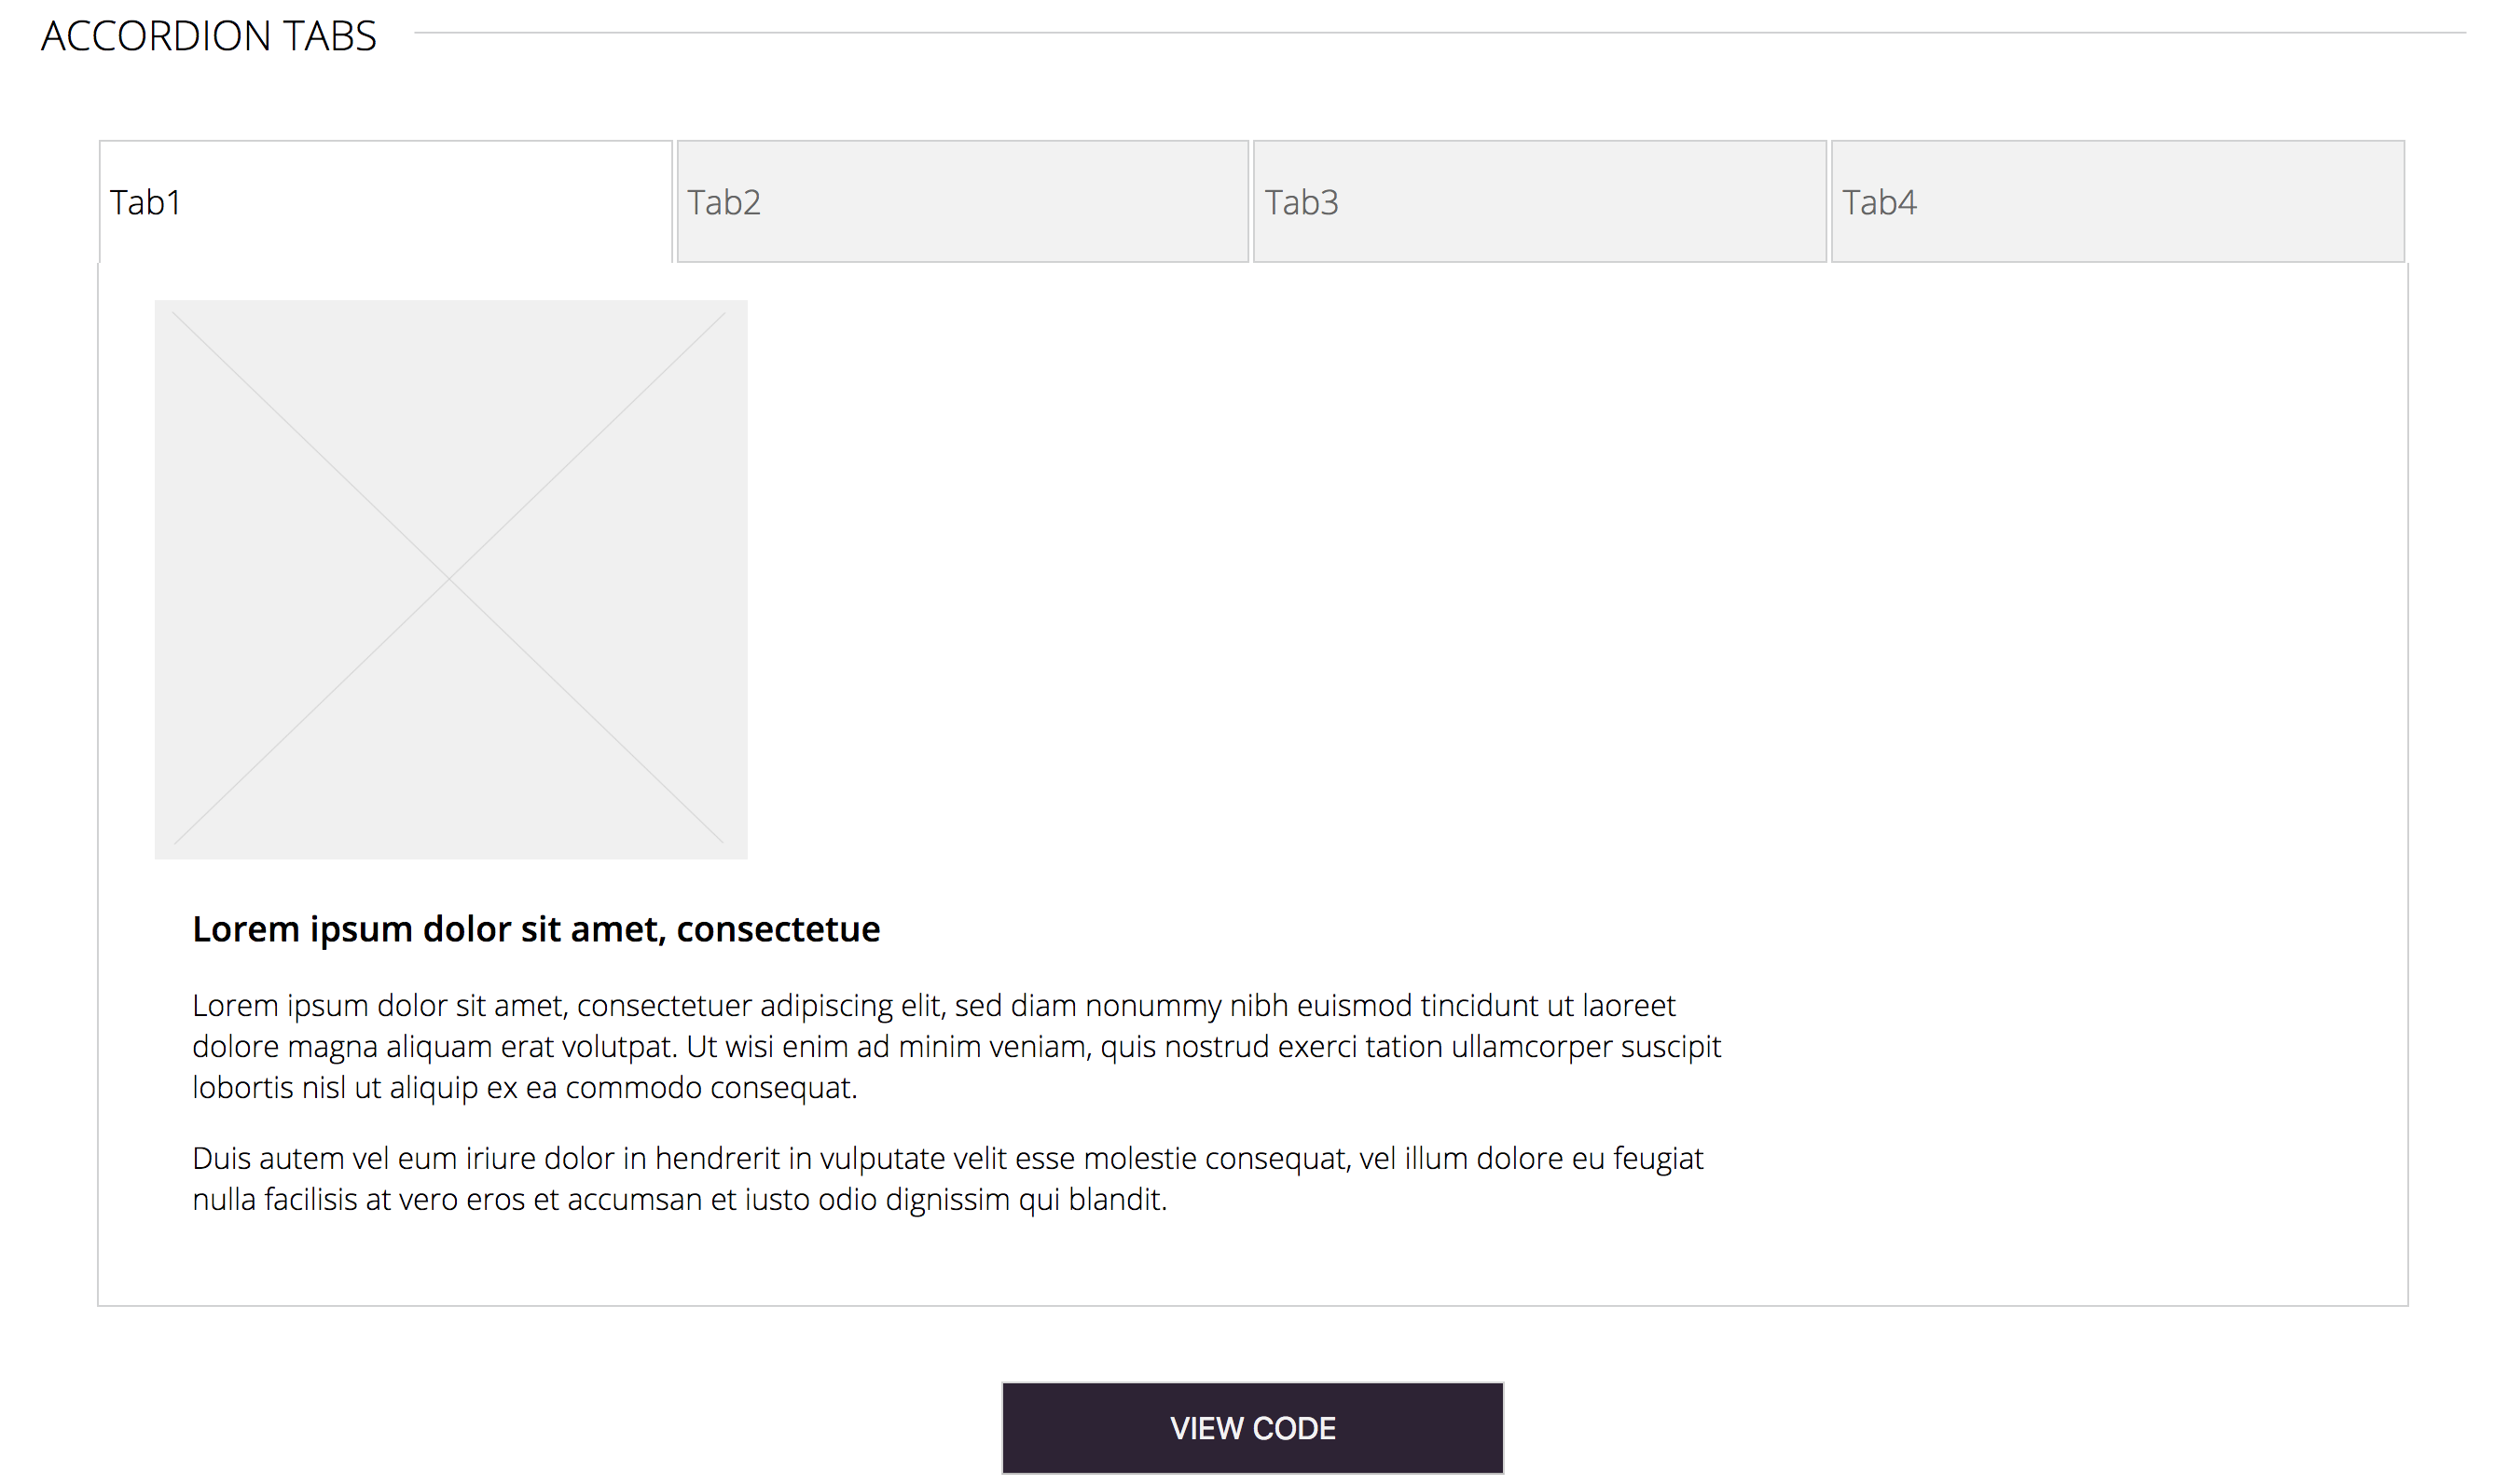 ACCORDION TABS
Tab1
Tab2
Tab3
Tab4
Lorem ipsum dolor sit amet, consectetue
Lorem ipsum dolor sit amet, consectetuer adipiscing elit, sed diam nonummy nibh euismod tincidunt ut laoreet
dolore magna aliquam erat volutpat. Ut wisi enim ad minim veniam, quis nostrud exerci tation ullamcorper suscipit
lobortis nisl ut aliquip ex ea commodo consequat.
Duis autem vel eum iriure dolor in hendrerit in vulputate velit esse molestie consequat, vel illum dolore eu feugiat
nulla facilisis at vero eros et accumsan et iusto odio dignissim qui blandit.
VIEW CODE